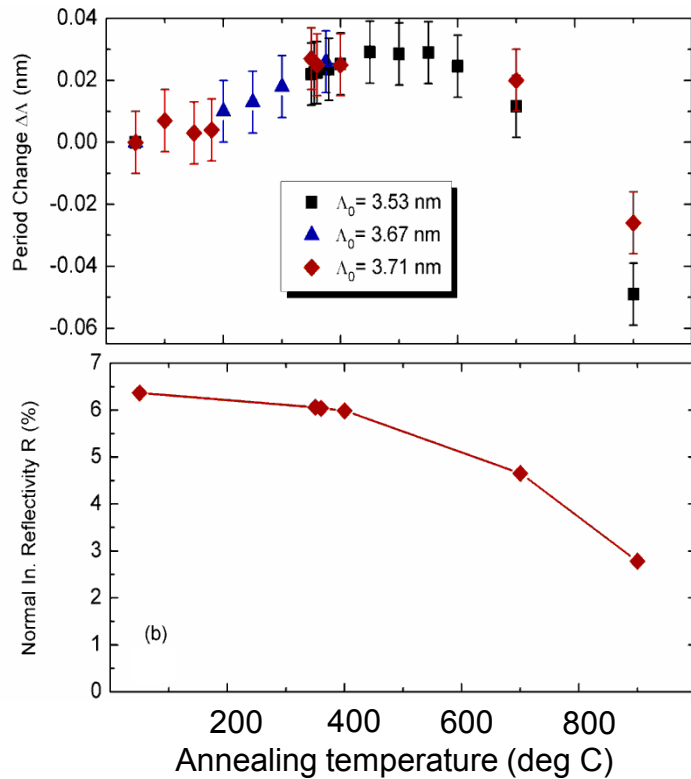 Period Change ΔΛ (nm)
0.04
0.02
0.00
-0.02
-0.04
-0.06
Λ₀= 3.53 nm
Λ₀= 3.67 nm
Λ₀= 3.71 nm
Normal In. Reflectivity R (%)
7
6
5
4
3
2
1
0
(b)
200 400 600 800
Annealing temperature (deg C)